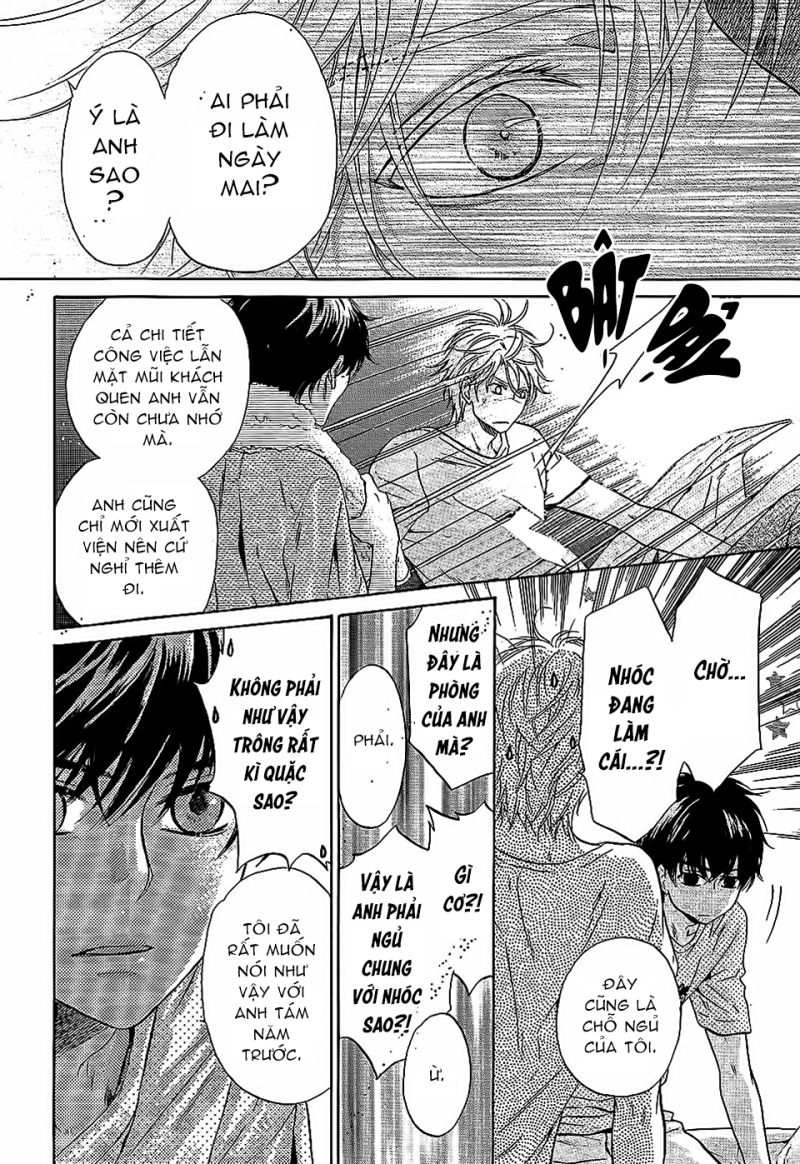 AI PHẢI
ĐI LÀM
NGÀY
MAI?
Ý LÀ
ANH
SAO
?
BẬT DẬY
CẢ CHI TIẾT
CÔNG VIỆC LẪN
MẶT MŨI KHÁCH
QUEN ANH VẪN
CÒN CHƯA NHỚ
MÀ.
ANH CŨNG
CHỈ MỚI XUẤT
VIỆN NÊN CỨ
NGHỈ THÊM
ĐI.
CHỜ...
NHÓC
ĐANG
LÀM
CÁI...?!
ĐÂY
CŨNG LÀ
CHỖ NGỦ
CỦA TÔI.
NHƯNG
ĐÂY LÀ
PHÒNG
CỦA ANH
MÀ?
PHẢI.
GÌ
CƠ?!
VẬY LÀ
ANH PHẢI
NGỦ
CHUNG
VỚI NHÓC
SAO?!
Ừ.
KHÔNG PHẢI
NHƯ VẬY
TRÔNG RẤT
KÌ QUẶC
SAO?
TÔI ĐÃ
RẤT MUỐN
NÓI NHƯ
VẬY VỚI
ANH TÁM
NĂM
TRƯỚC.